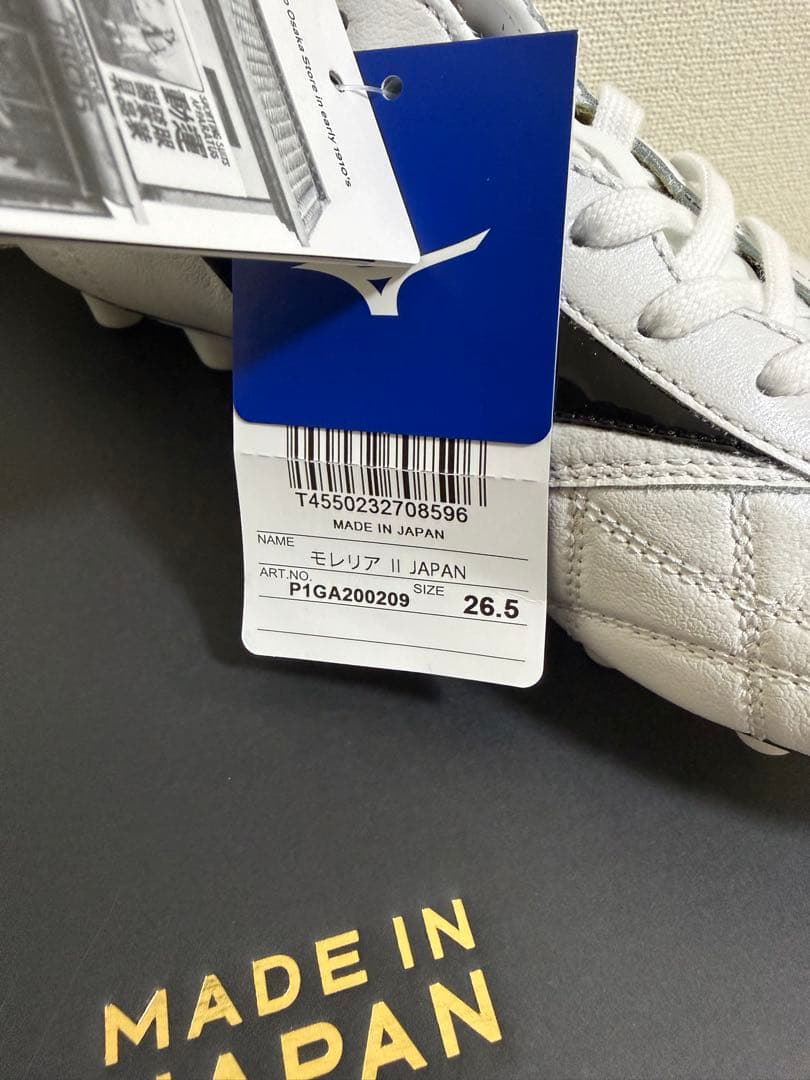 Osaka Store in early 1910's
T4550232708596
MADE IN JAPAN
NAME モレリア II JAPAN
ART.NO. P1GA200209 SIZE 26.5
MADE IN
JAPAN